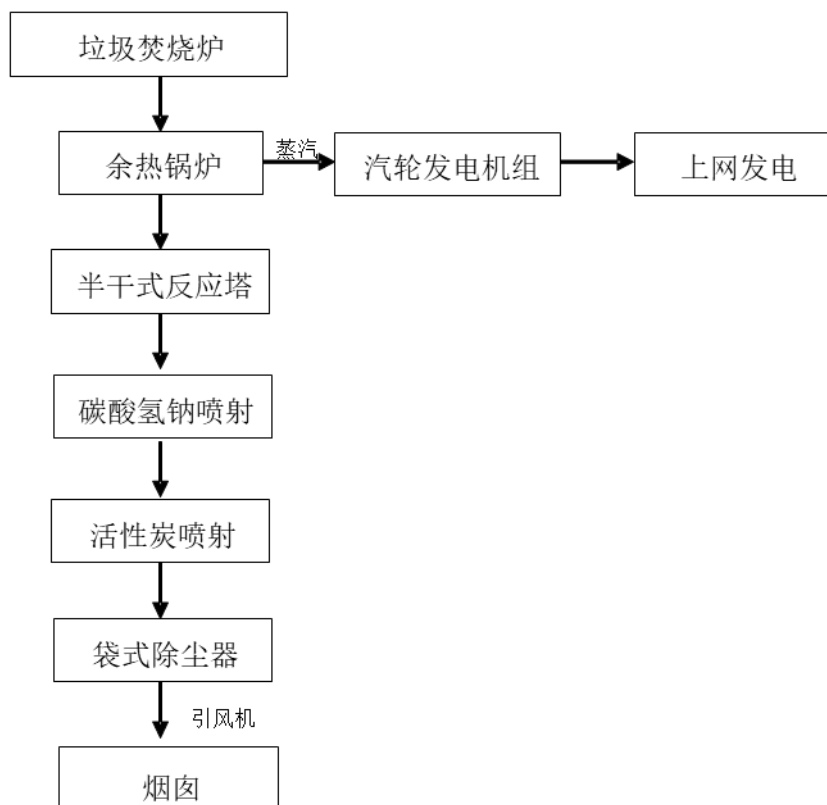 垃圾焚烧炉
余热锅炉
蒸汽
汽轮发电机组
上网发电
半干式反应塔
碳酸氢钠喷射
活性炭喷射
袋式除尘器
引风机
烟囱